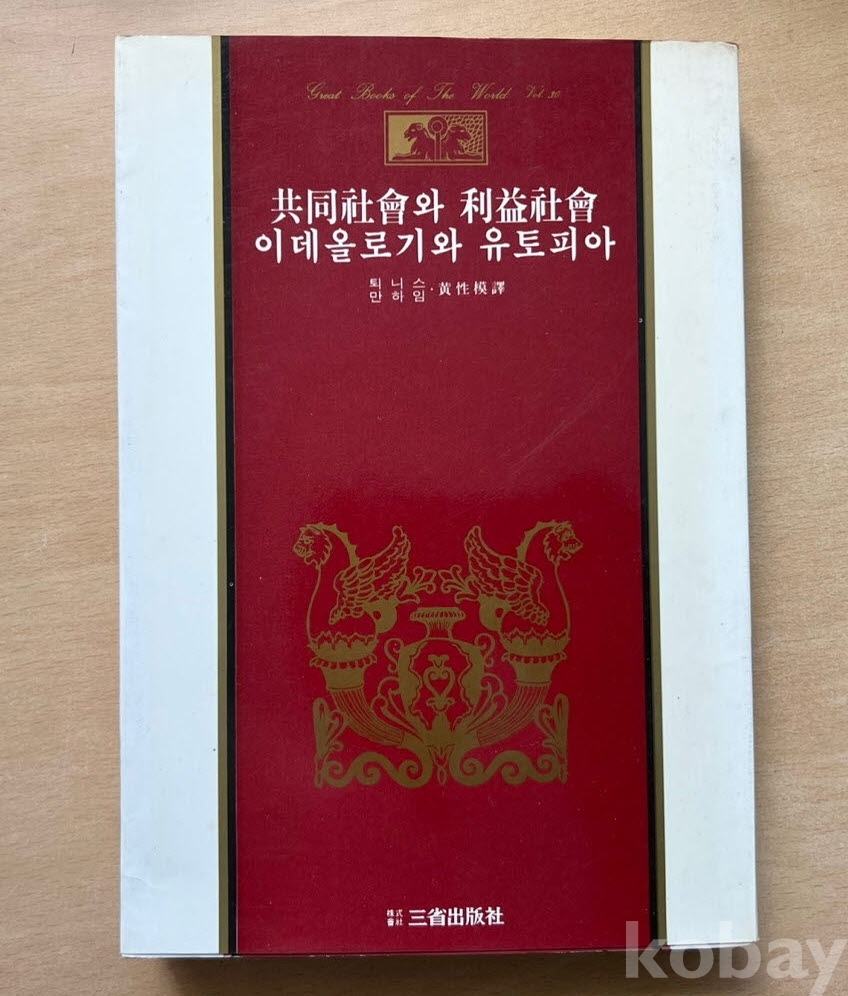 Great Books of The World Vol. 30
共同社會와 利益社會
이데올로기와 유토피아
퇴니스
만하임 · 黃性模譯
株式會社 三省出版社
kobay